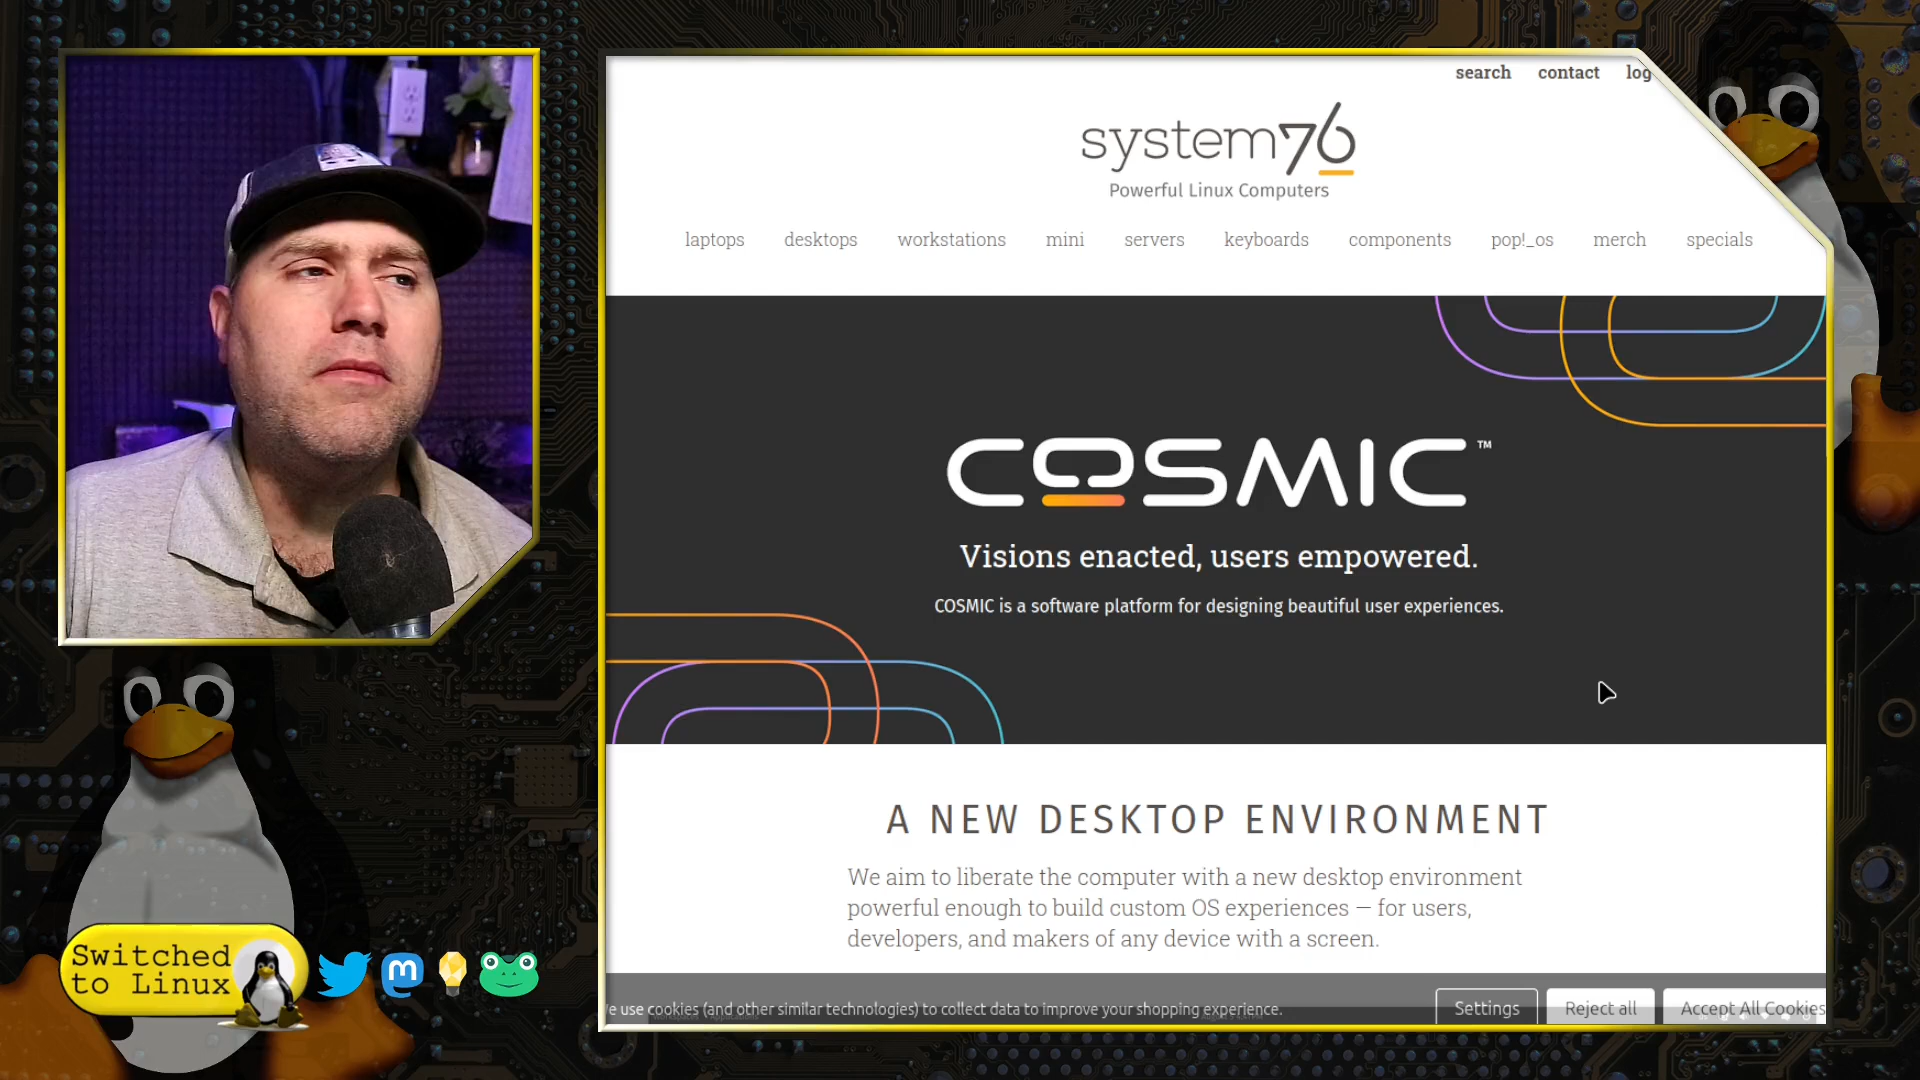 search contact log
system76
Powerful Linux Computers
laptops desktops workstations mini servers keyboards components pop!_os merch specials
COSMIC™
Visions enacted, users empowered.
COSMIC is a software platform for designing beautiful user experiences.
A NEW DESKTOP ENVIRONMENT
We aim to liberate the computer with a new desktop environment
powerful enough to build custom OS experiences — for users,
developers, and makers of any device with a screen.
e use cookies (and other similar technologies) to collect data to improve your shopping experience.
Settings Reject all Accept All Cookies
Switched
to Linux
m